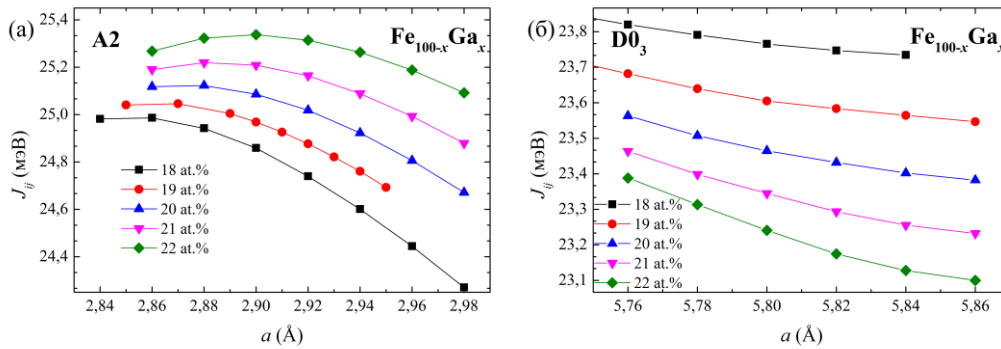 (а)
A2
Fe100-xGax
25,4
25,2
25,0
24,8
24,6
24,4
Jij (мэВ)
18 at.%
19 at.%
20 at.%
21 at.%
22 at.%
2,84 2,86 2,88 2,90 2,92 2,94 2,96 2,98
a (Å)
(б)
D03
Fe100-xGax
23,8
23,7
23,6
23,5
23,4
23,3
23,2
23,1
Jij (мэВ)
18 at.%
19 at.%
20 at.%
21 at.%
22 at.%
5,76 5,78 5,80 5,82 5,84 5,86
a (Å)